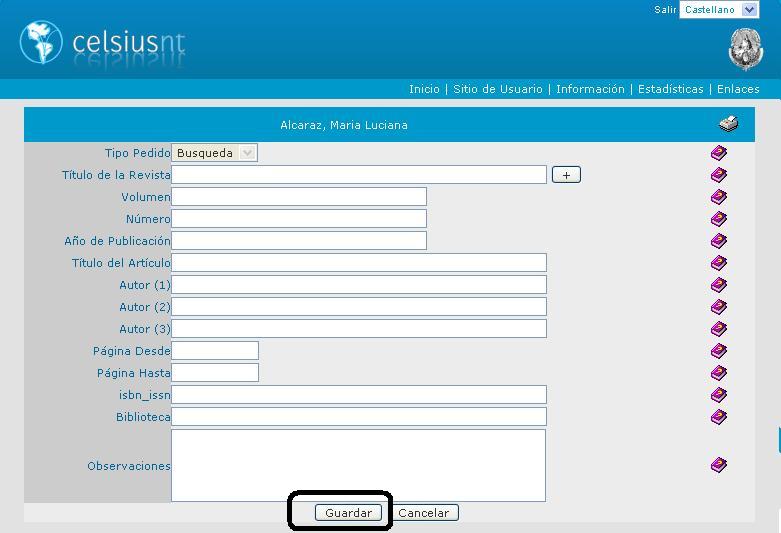 Salir Castellano
celsiusnt
Inicio | Sitio de Usuario | Información | Estadísticas | Enlaces
Alcaraz, Maria Luciana
Tipo Pedido Busqueda
Título de la Revista +
Volumen
Número
Año de Publicación
Título del Artículo
Autor (1)
Autor (2)
Autor (3)
Página Desde
Página Hasta
isbn_issn
Biblioteca
Observaciones
Guardar Cancelar